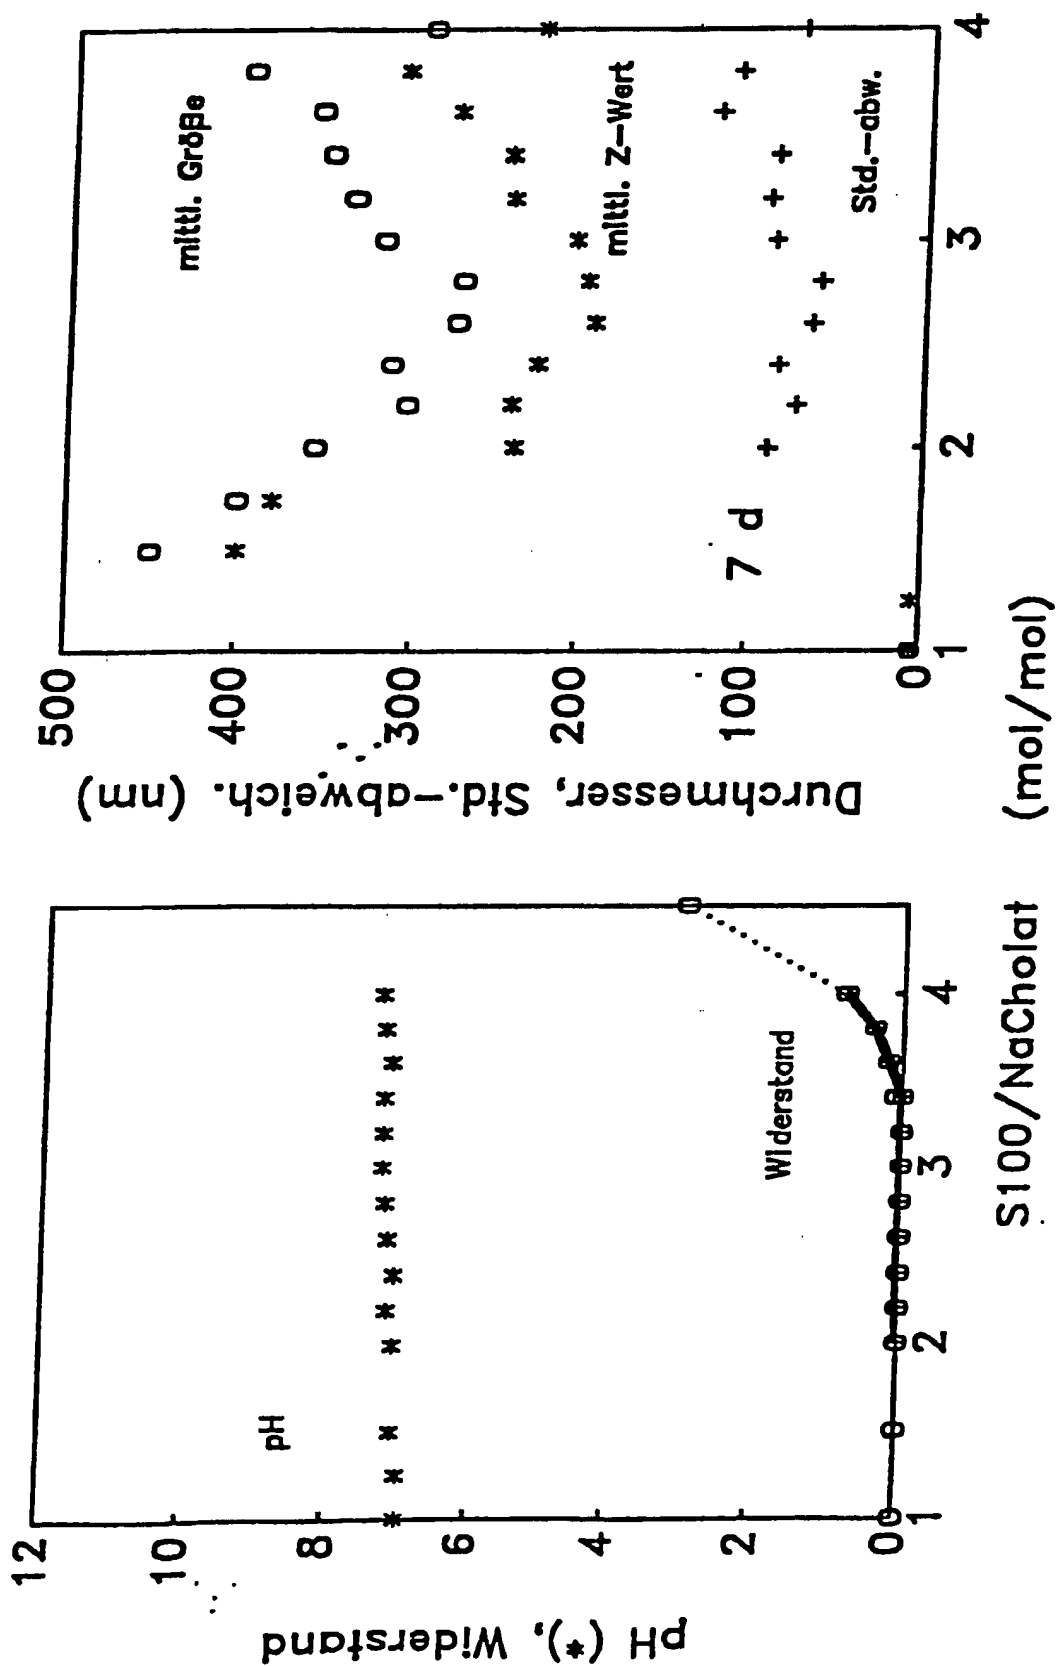 pH (*), Widerstand
12
10
8
6
4
2
0
pH
Widerstand
1
2
3
4
Durchmesser, Std.-abweich. (nm)
500
400
300
200
100
0
mittl. Größe
mittl. Z-Wert
7 d
Std.-abw.
1
2
3
4
S100/NaCholat (mol/mol)